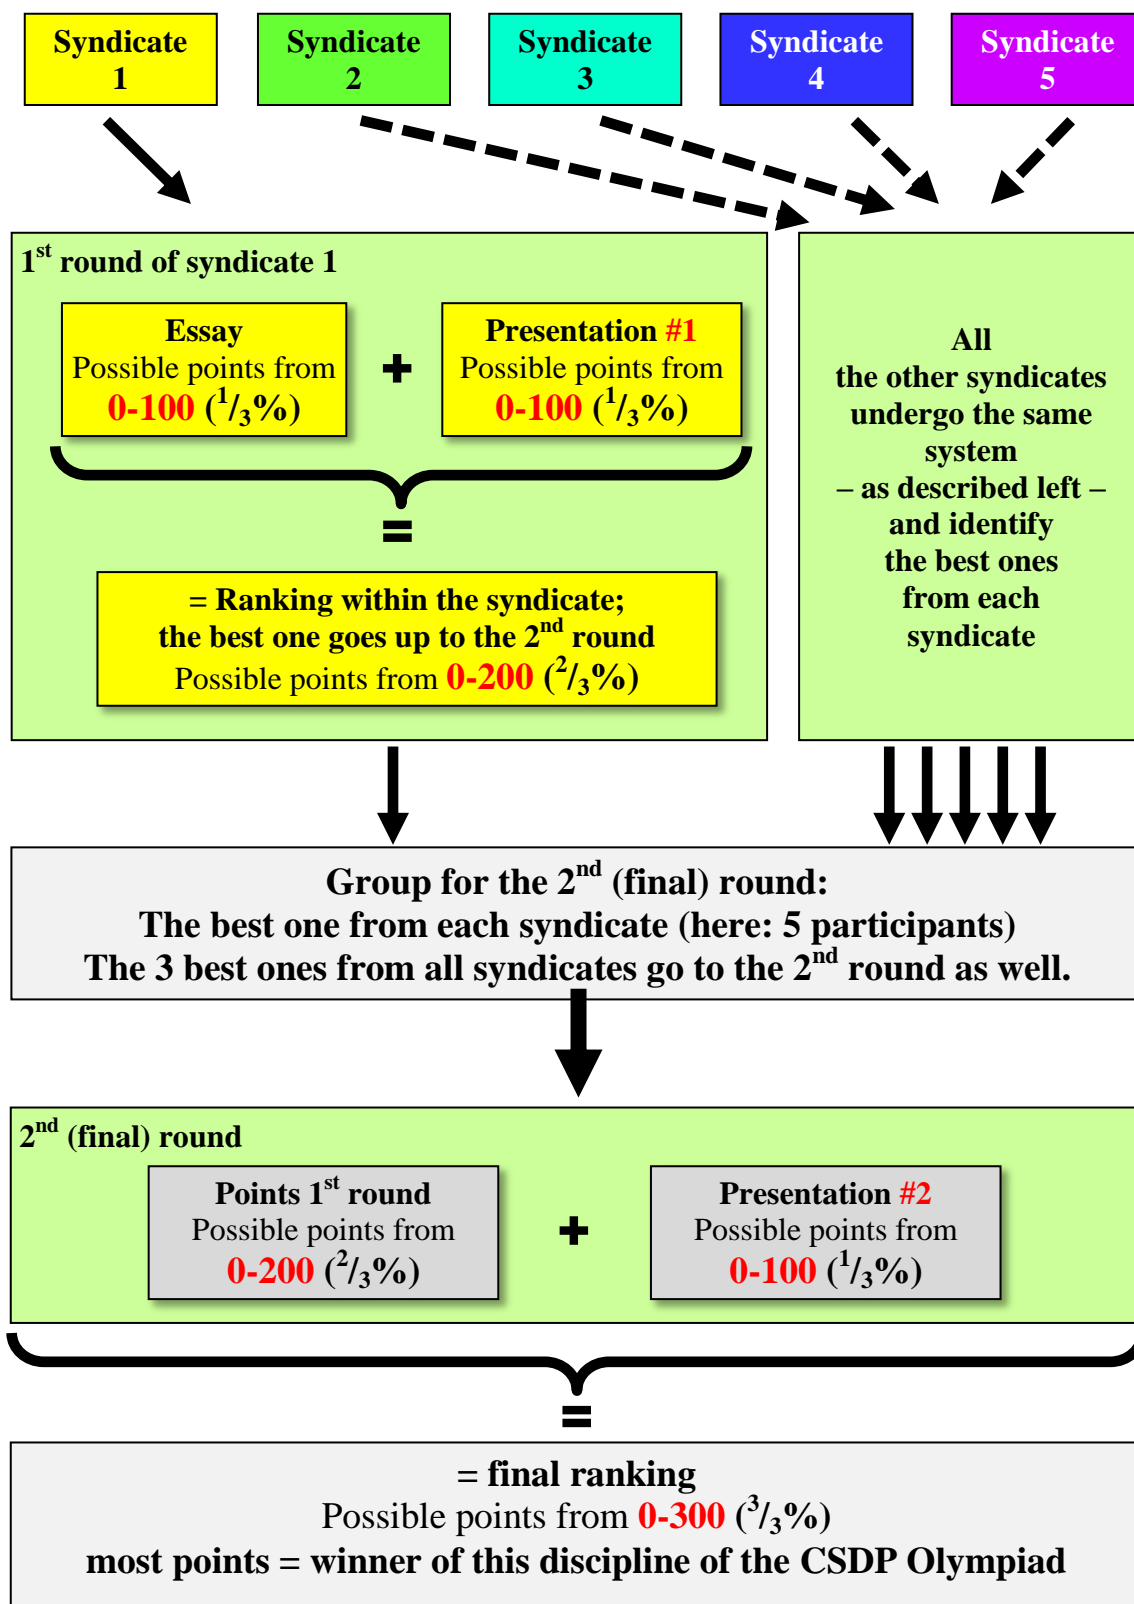 Syndicate
1
Syndicate
2
Syndicate
3
Syndicate
4
Syndicate
5
1st round of syndicate 1
Essay
Possible points from
0-100 (1/3%)
+
Presentation #1
Possible points from
0-100 (1/3%)
=
= Ranking within the syndicate;
the best one goes up to the 2nd round
Possible points from 0-200 (2/3%)
All
the other syndicates
undergo the same
system
– as described left –
and identify
the best ones
from each
syndicate
Group for the 2nd (final) round:
The best one from each syndicate (here: 5 participants)
The 3 best ones from all syndicates go to the 2nd round as well.
2nd (final) round
Points 1st round
Possible points from
0-200 (2/3%)
+
Presentation #2
Possible points from
0-100 (1/3%)
=
= final ranking
Possible points from 0-300 (3/3%)
most points = winner of this discipline of the CSDP Olympiad